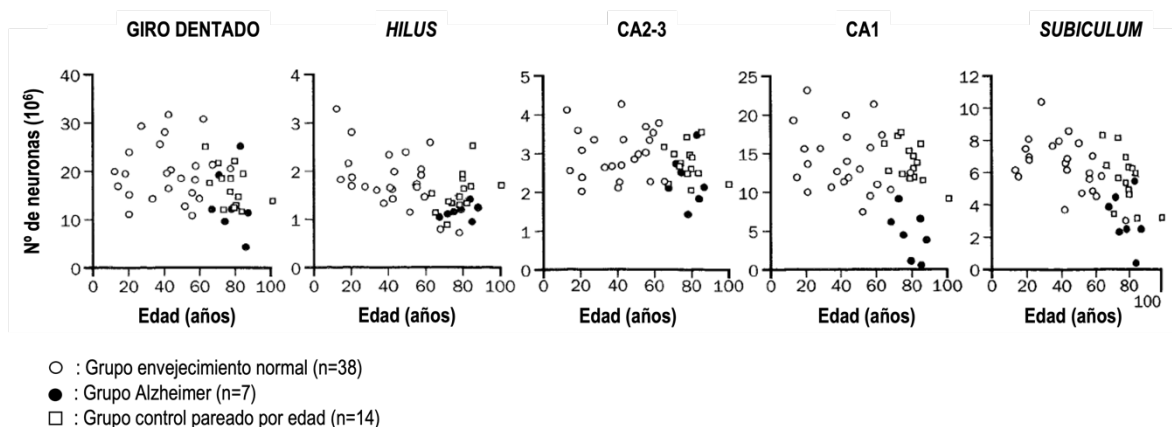 GIRO DENTADO
HILUS
CA2-3
CA1
SUBICULUM
Nº de neuronas (10⁶)
40
30
20
10
0
0 20 40 60 80 100
Edad (años)
4
3
2
1
0
0 20 40 60 80 100
Edad (años)
5
4
3
2
1
0
0 20 40 60 80 100
Edad (años)
25
20
15
10
5
0
0 20 40 60 80 100
Edad (años)
12
10
8
6
4
2
0
0 20 40 60 80
100
Edad (años)
: Grupo envejecimiento normal (n=38)
: Grupo Alzheimer (n=7)
: Grupo control pareado por edad (n=14)